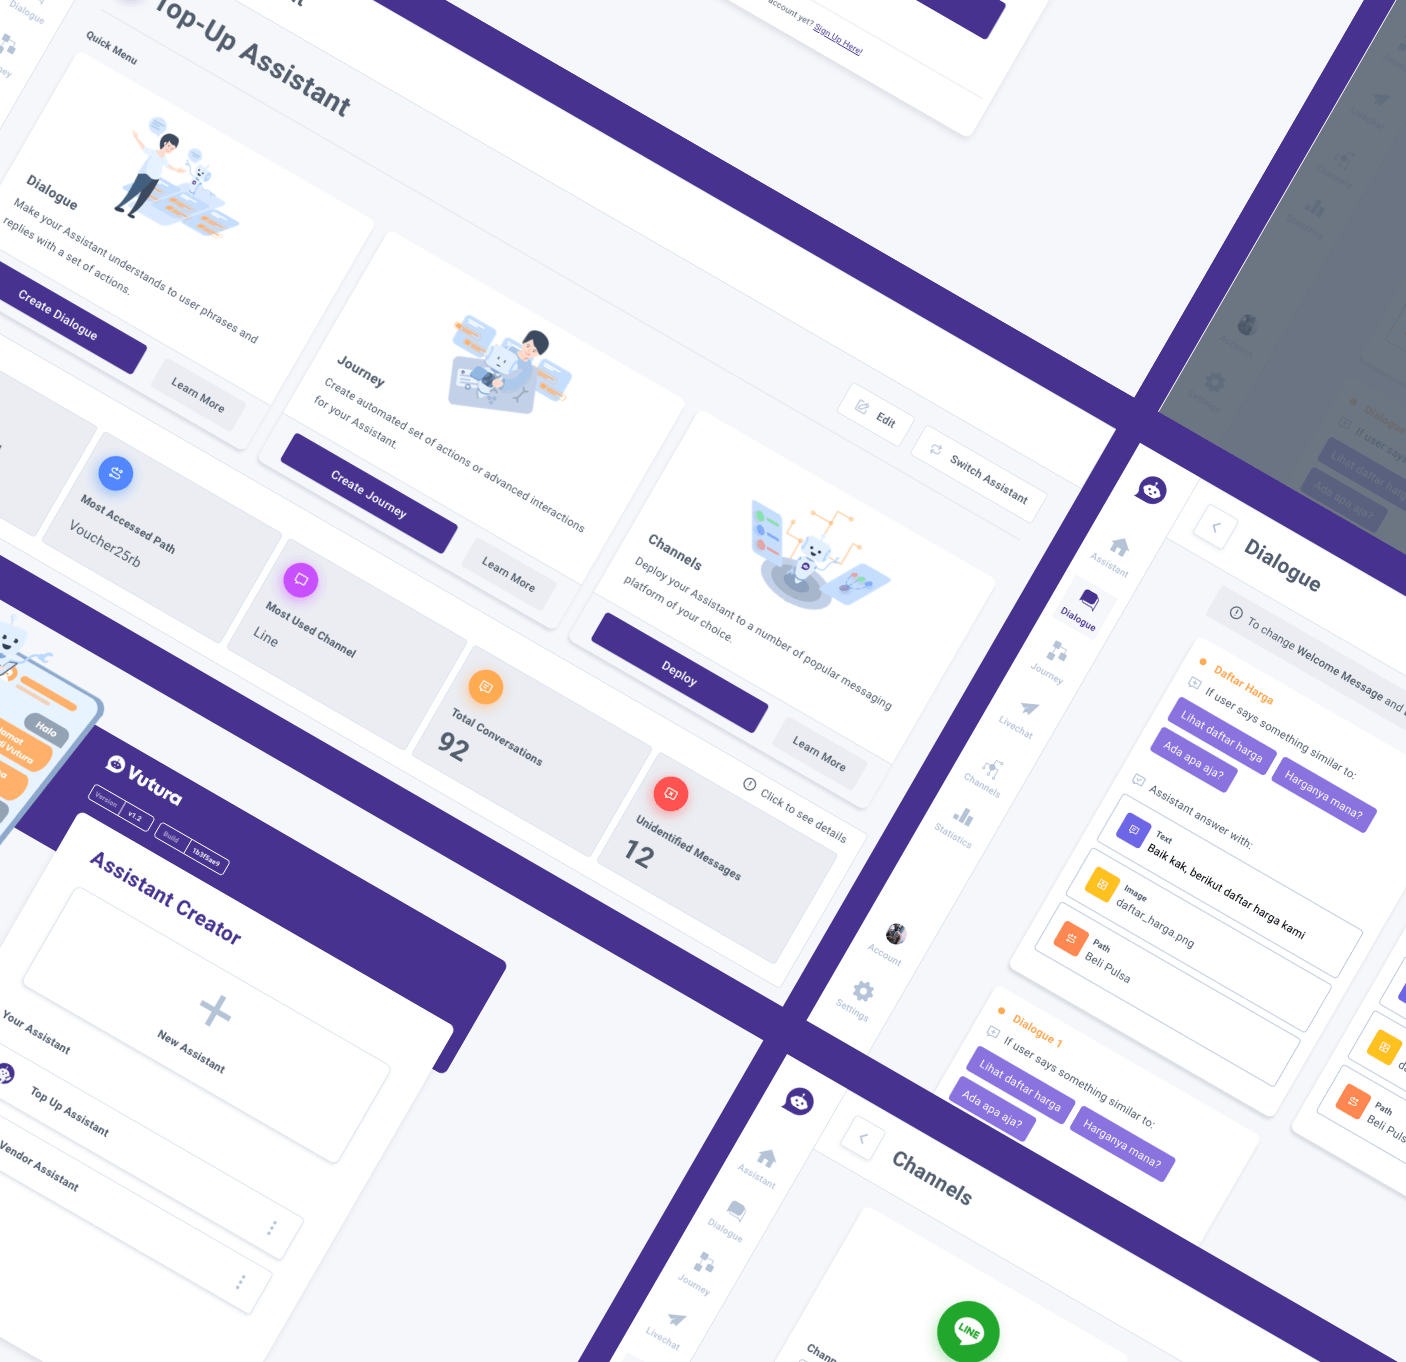 Dialogue
Top-Up Assistant
Quick Menu
Dialogue
Make your Assistant understands to user phrases and
replies with a set of actions.
Create Dialogue
Learn More
Journey
Create automated set of actions or advanced interactions
for your Assistant.
Create Journey
Learn More
Channels
Deploy your Assistant to a number of popular messaging
platform of your choice.
Deploy
Learn More
Edit
Switch Assistant
Most Accessed Path
Voucher25rb
Most Used Channel
Line
Total Conversations
92
Unidentified Messages
12
Click to see details
account yet? Sign Up Here!
Account
Settings
Dialogue
If user says
Lihat daftar har
Ada apa aja?
Assistant
Dialogue
Journey
Livechat
Channels
Statistics
Account
Settings
Dialogue
To change Welcome Message and
Daftar Harga
If user says something similar to:
Lihat daftar harga
Harganya mana?
Ada apa aja?
Assistant answer with:
Text
Baik kak, berikut daftar harga kami
Image
daftar_harga.png
Path
Beli Pulsa
Dialogue 1
If user says something similar to:
Lihat daftar harga
Harganya mana?
Ada apa aja?
Path
Beli Puls
Halo
Vutura
Version v1.2
Build 1b3f5ae9
Assistant Creator
New Assistant
Your Assistant
Top Up Assistant
Vendor Assistant
Assistant
Dialogue
Journey
Livechat
Channels
LINE